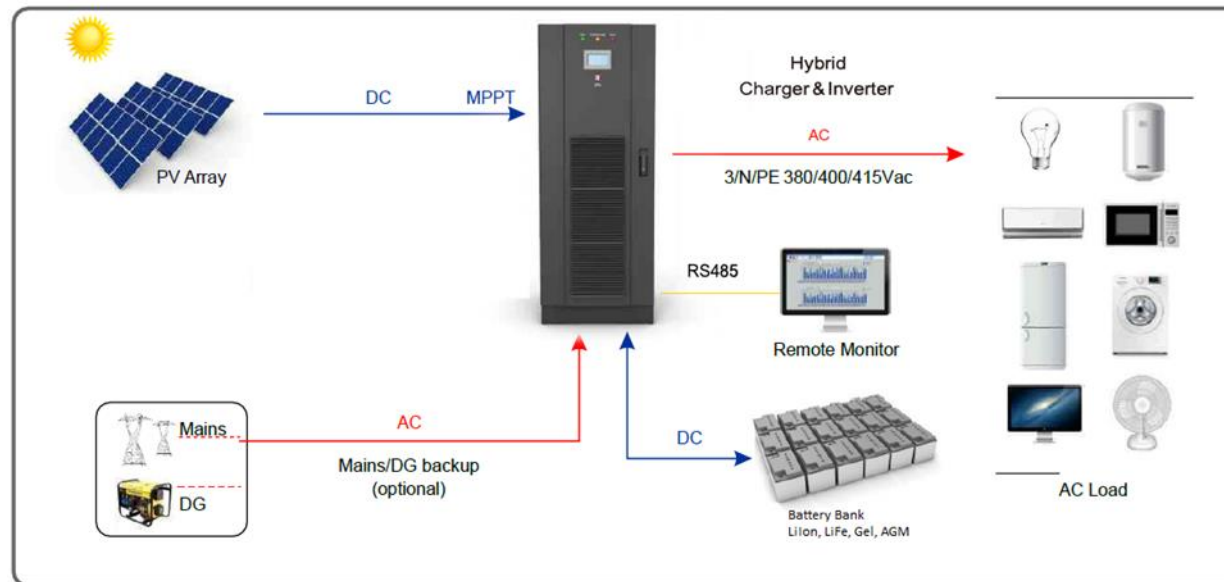 DC
MPPT
PV Array
Hybrid
Charger & Inverter
AC
3/N/PE 380/400/415Vac
RS485
Remote Monitor
Mains
DG
AC
Mains/DG backup
(optional)
DC
Battery Bank
LiIon, LiFe, Gel, AGM
AC Load